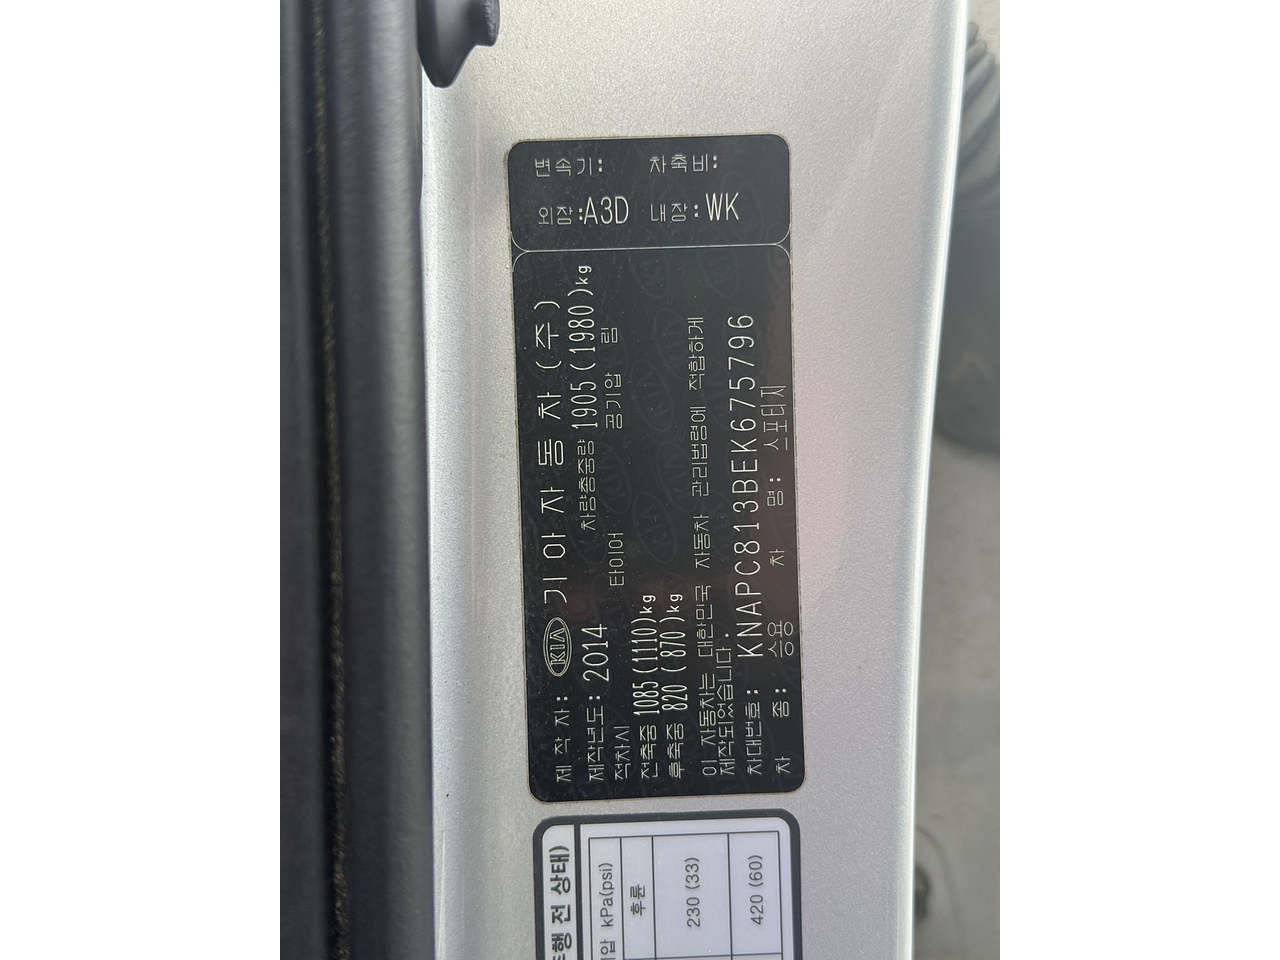 변속기: 차축비:
외장:A3D 내장:WK
제 작 자: KIA 기아자동차(주)
제작년도: 2014 차량총중량 1905(1980)kg
적차시 타이어 공기압 림
전축중 1085(1110)kg
후축중 820 ( 870)kg
이 자동차는 대한민국 자동차 관리법령에 적합하게
제작되었습니다.
차대번호: KNAPC813BEK675796
차 종: 승용 차 명: 스포티지
행 전 상태)
압 kPa(psi)
후륜
230 (33)
420 (60)